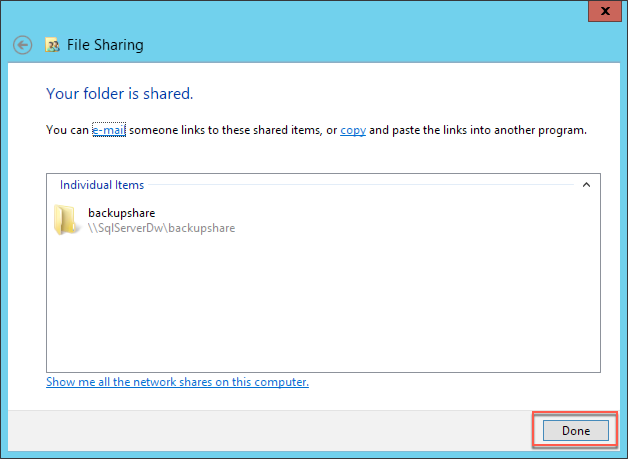 File Sharing
Your folder is shared.
You can e-mail someone links to these shared items, or copy and paste the links into another program.
Individual Items
backupshare
\\SqlServerDw\backupshare
Show me all the network shares on this computer.
Done